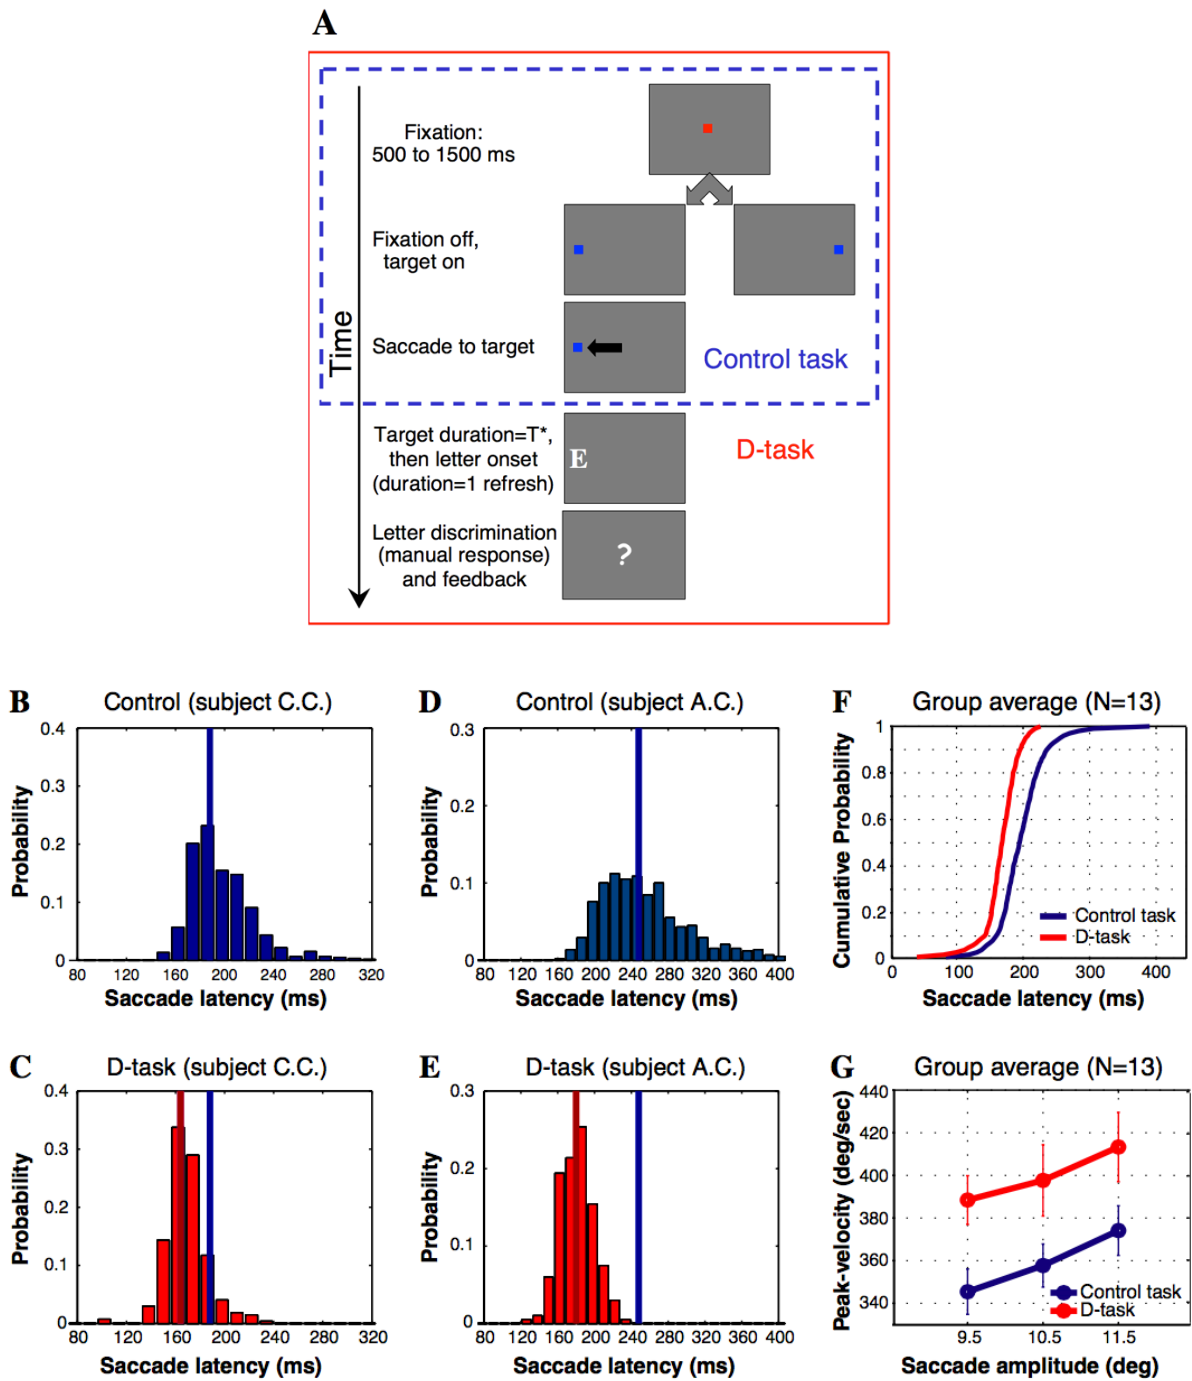 A
Fixation:
500 to 1500 ms
Fixation off,
target on
Saccade to target
Control task
Time
Target duration=T*,
then letter onset
(duration=1 refresh)
E
D-task
Letter discrimination
(manual response)
and feedback
?
B
Control (subject C.C.)
Probability
0.4
0.3
0.2
0.1
0
80 120 160 200 240 280 320
Saccade latency (ms)
D
Control (subject A.C.)
Probability
0.3
0.2
0.1
0
80 120 160 200 240 280 320 360 400
Saccade latency (ms)
F
Group average (N=13)
Cumulative Probability
1
0.8
0.6
0.4
0.2
0
Control task
D-task
0 100 200 300 400
Saccade latency (ms)
C
D-task (subject C.C.)
Probability
0.4
0.3
0.2
0.1
0
80 120 160 200 240 280 320
Saccade latency (ms)
E
D-task (subject A.C.)
Probability
0.3
0.2
0.1
0
80 120 160 200 240 280 320 360 400
Saccade latency (ms)
G
Group average (N=13)
Peak-velocity (deg/sec)
440
420
400
380
360
340
Control task
D-task
9.5 10.5 11.5
Saccade amplitude (deg)